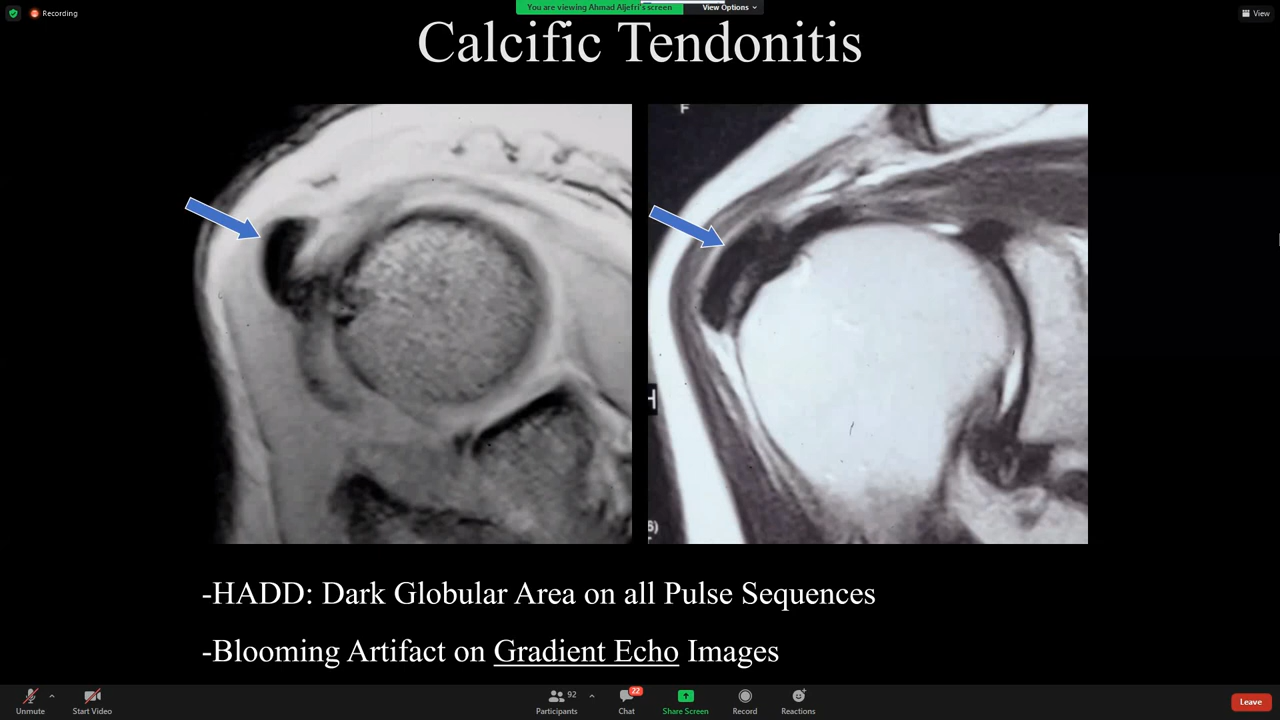 Recording
You are viewing Ahmad Aljefri's screen
View Options
View
Calcific Tendonitis
F
H
6)
-HADD: Dark Globular Area on all Pulse Sequences
-Blooming Artifact on Gradient Echo Images
Unmute
Start Video
92
Participants
22
Chat
Share Screen
Record
Reactions
Leave